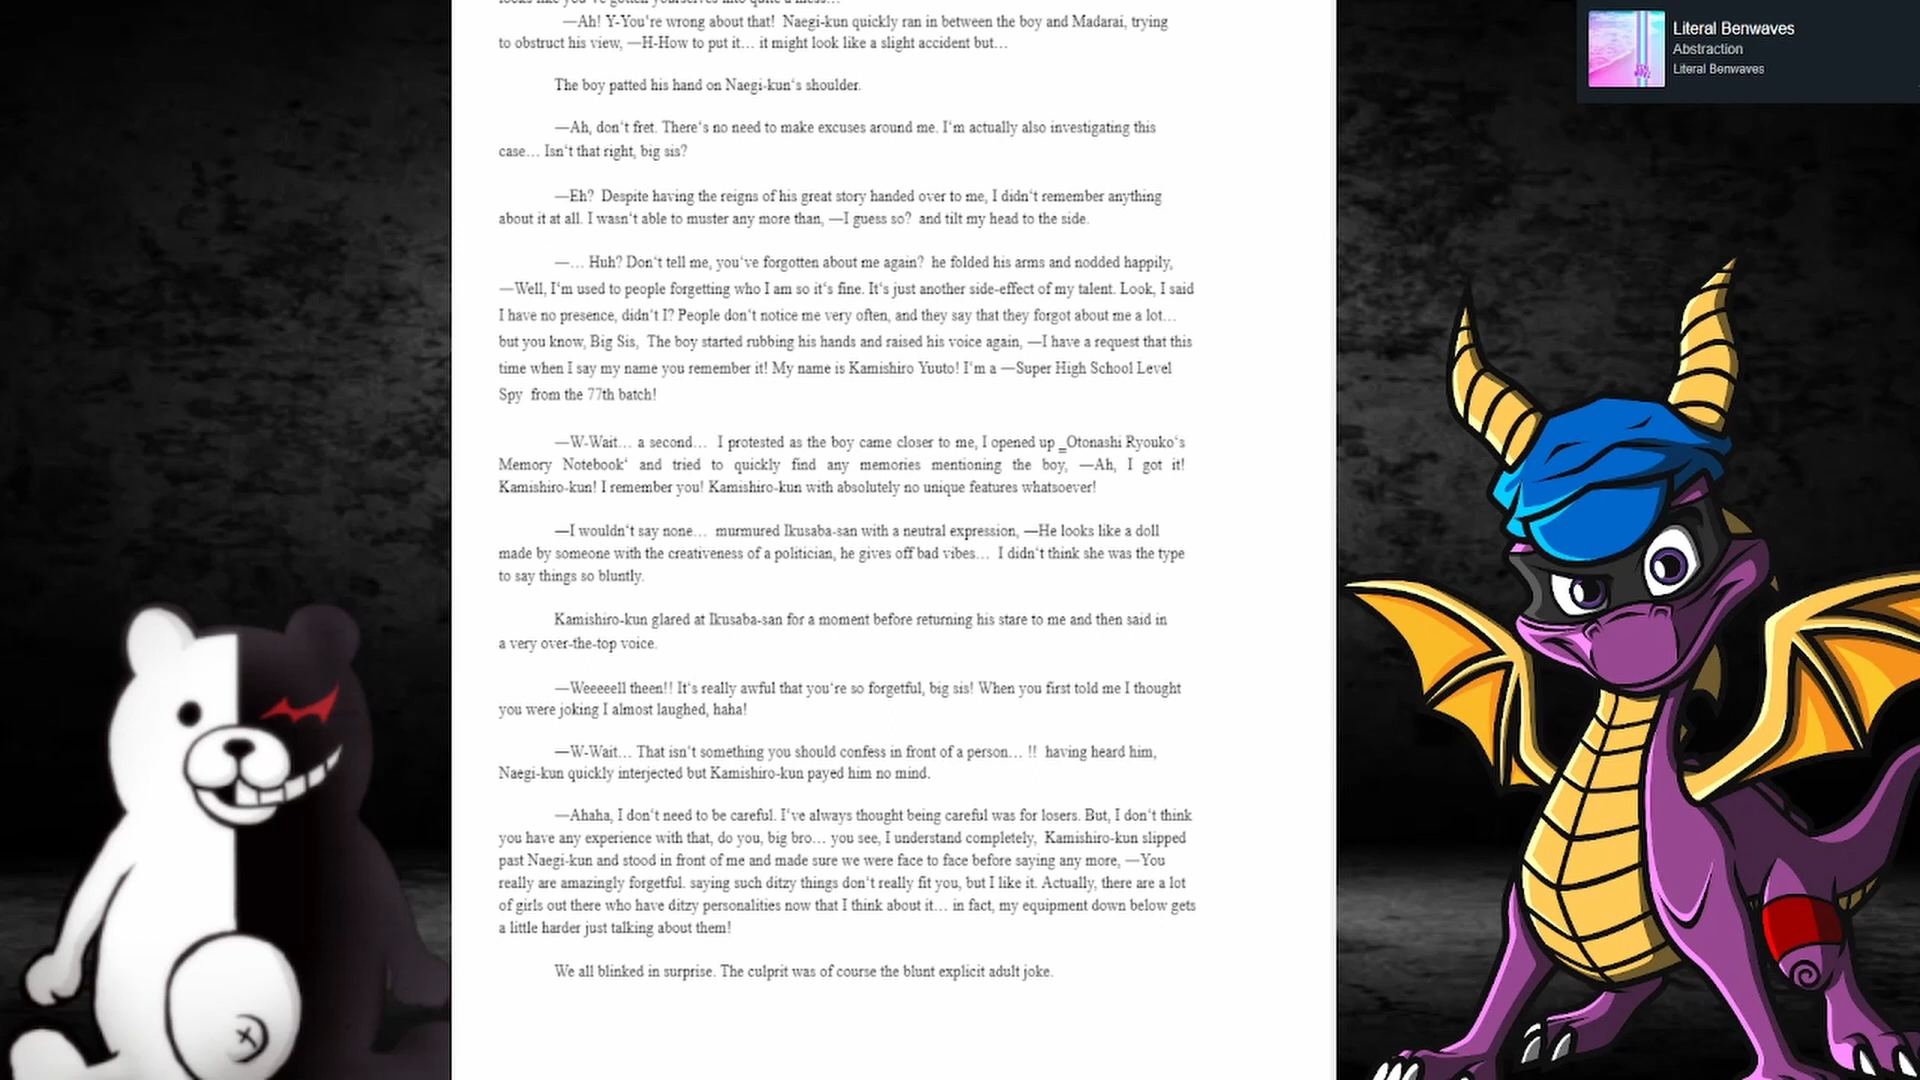 —Ah! Y-You're wrong about that!  Naegi-kun quickly ran in between the boy and Madarai, trying
to obstruct his view, —H-How to put it… it might look like a slight accident but…
The boy patted his hand on Naegi-kun‘s shoulder.
—Ah, don‘t fret. There‘s no need to make excuses around me. I‘m actually also investigating this
case… Isn‘t that right, big sis?
—Eh?  Despite having the reigns of his great story handed over to me, I didn‘t remember anything
about it at all. I wasn‘t able to muster any more than, —I guess so?  and tilt my head to the side.
—… Huh? Don‘t tell me, you‘ve forgotten about me again?  he folded his arms and nodded happily,
—Well, I‘m used to people forgetting who I am so it‘s fine. It‘s just another side-effect of my talent. Look, I said
I have no presence, didn‘t I? People don‘t notice me very often, and they say that they forgot about me a lot…
but you know, Big Sis,  The boy started rubbing his hands and raised his voice again, —I have a request that this
time when I say my name you remember it! My name is Kamishiro Yuuto! I‘m a —Super High School Level
Spy  from the 77th batch!
—W-Wait… a second…  I protested as the boy came closer to me, I opened up _Otonashi Ryouko‘s
Memory Notebook‘ and tried to quickly find any memories mentioning the boy, —Ah, I got it!
Kamishiro-kun! I remember you! Kamishiro-kun with absolutely no unique features whatsoever!
—I wouldn‘t say none…  murmured Ikusaba-san with a neutral expression, —He looks like a doll
made by someone with the creativeness of a politician, he gives off bad vibes…  I didn‘t think she was the type
to say things so bluntly.
Kamishiro-kun glared at Ikusaba-san for a moment before returning his stare to me and then said in
a very over-the-top voice.
—Weeeeell theen!! It‘s really awful that you‘re so forgetful, big sis! When you first told me I thought
you were joking I almost laughed, haha!
—W-Wait… That isn‘t something you should confess in front of a person… !!  having heard him,
Naegi-kun quickly interjected but Kamishiro-kun payed him no mind.
—Ahaha, I don‘t need to be careful. I‘ve always thought being careful was for losers. But, I don‘t think
you have any experience with that, do you, big bro… you see, I understand completely,  Kamishiro-kun slipped
past Naegi-kun and stood in front of me and made sure we were face to face before saying any more, —You
really are amazingly forgetful. saying such ditzy things don‘t really fit you, but I like it. Actually, there are a lot
of girls out there who have ditzy personalities now that I think about it… in fact, my equipment down below gets
a little harder just talking about them!
We all blinked in surprise. The culprit was of course the blunt explicit adult joke.
Literal Benwaves
Abstraction
Literal Benwaves